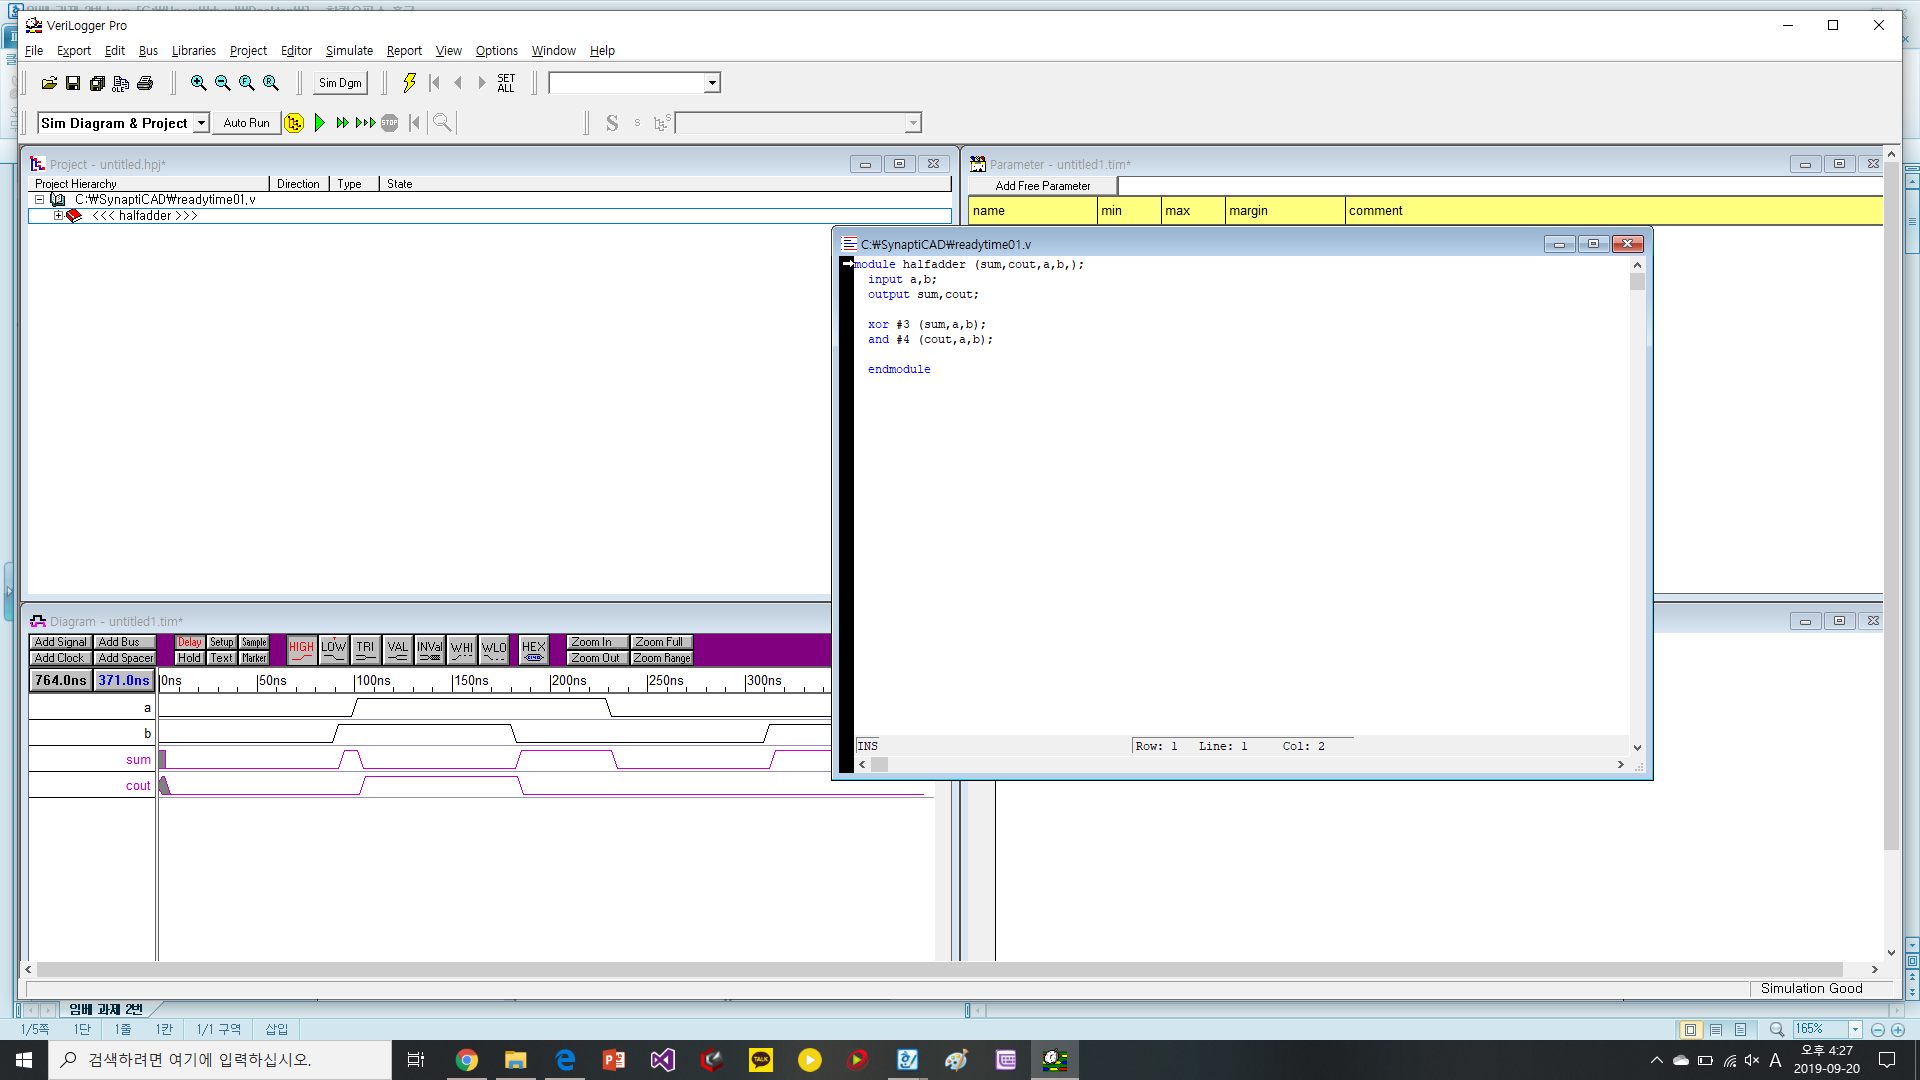 VeriLogger Pro
File Export Edit Bus Libraries Project Editor Simulate Report View Options Window Help
Sim Dgm
SET ALL
Sim Diagram & Project
Auto Run
STOP
Project - untitled.hpj*
Project Hierarchy Direction Type State
C:₩SynaptiCAD₩readytime01.v
<<< halfadder >>>
Parameter - untitled1.tim*
Add Free Parameter
name min max margin comment
C:₩SynaptiCAD₩readytime01.v
module halfadder (sum,cout,a,b,);
input a,b;
output sum,cout;
xor #3 (sum,a,b);
and #4 (cout,a,b);
endmodule
INS
Row: 1 Line: 1 Col: 2
Diagram - untitled1.tim*
Add Signal Add Bus Delay Setup Sample HIGH LOW TRI VAL INVal WHI WLO HEX Zoom In Zoom Full
Add Clock Add Spacer Hold Text Marker Zoom Out Zoom Range
764.0ns 371.0ns 0ns 50ns 100ns 150ns 200ns 250ns 300ns
a
b
sum
cout
Simulation Good
임베 과제 2번
1/5쪽 1단 1줄 1칸 1/1 구역 삽입
165%
검색하려면 여기에 입력하십시오.
TALK
A
오후 4:27
2019-09-20